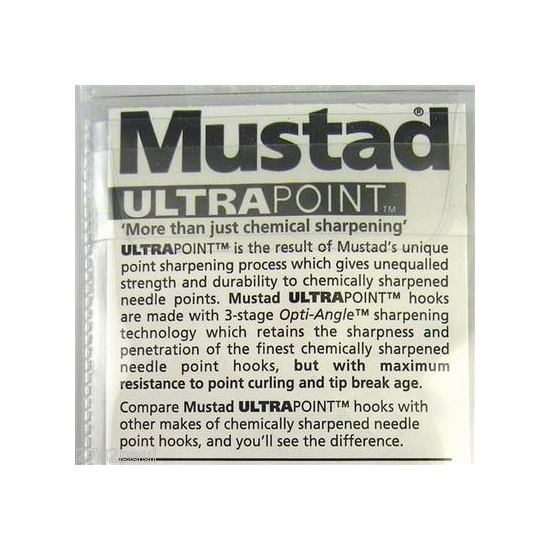 Mustad®
ULTRAPOINT™
'More than just chemical sharpening'
ULTRAPOINT™ is the result of Mustad's unique
point sharpening process which gives unequalled
strength and durability to chemically sharpened
needle points. Mustad ULTRAPOINT™ hooks
are made with 3-stage Opti-Angle™ sharpening
technology which retains the sharpness and
penetration of the finest chemically sharpened
needle point hooks, but with maximum
resistance to point curling and tip break age.
Compare Mustad ULTRAPOINT™ hooks with
other makes of chemically sharpened needle
point hooks, and you'll see the difference.